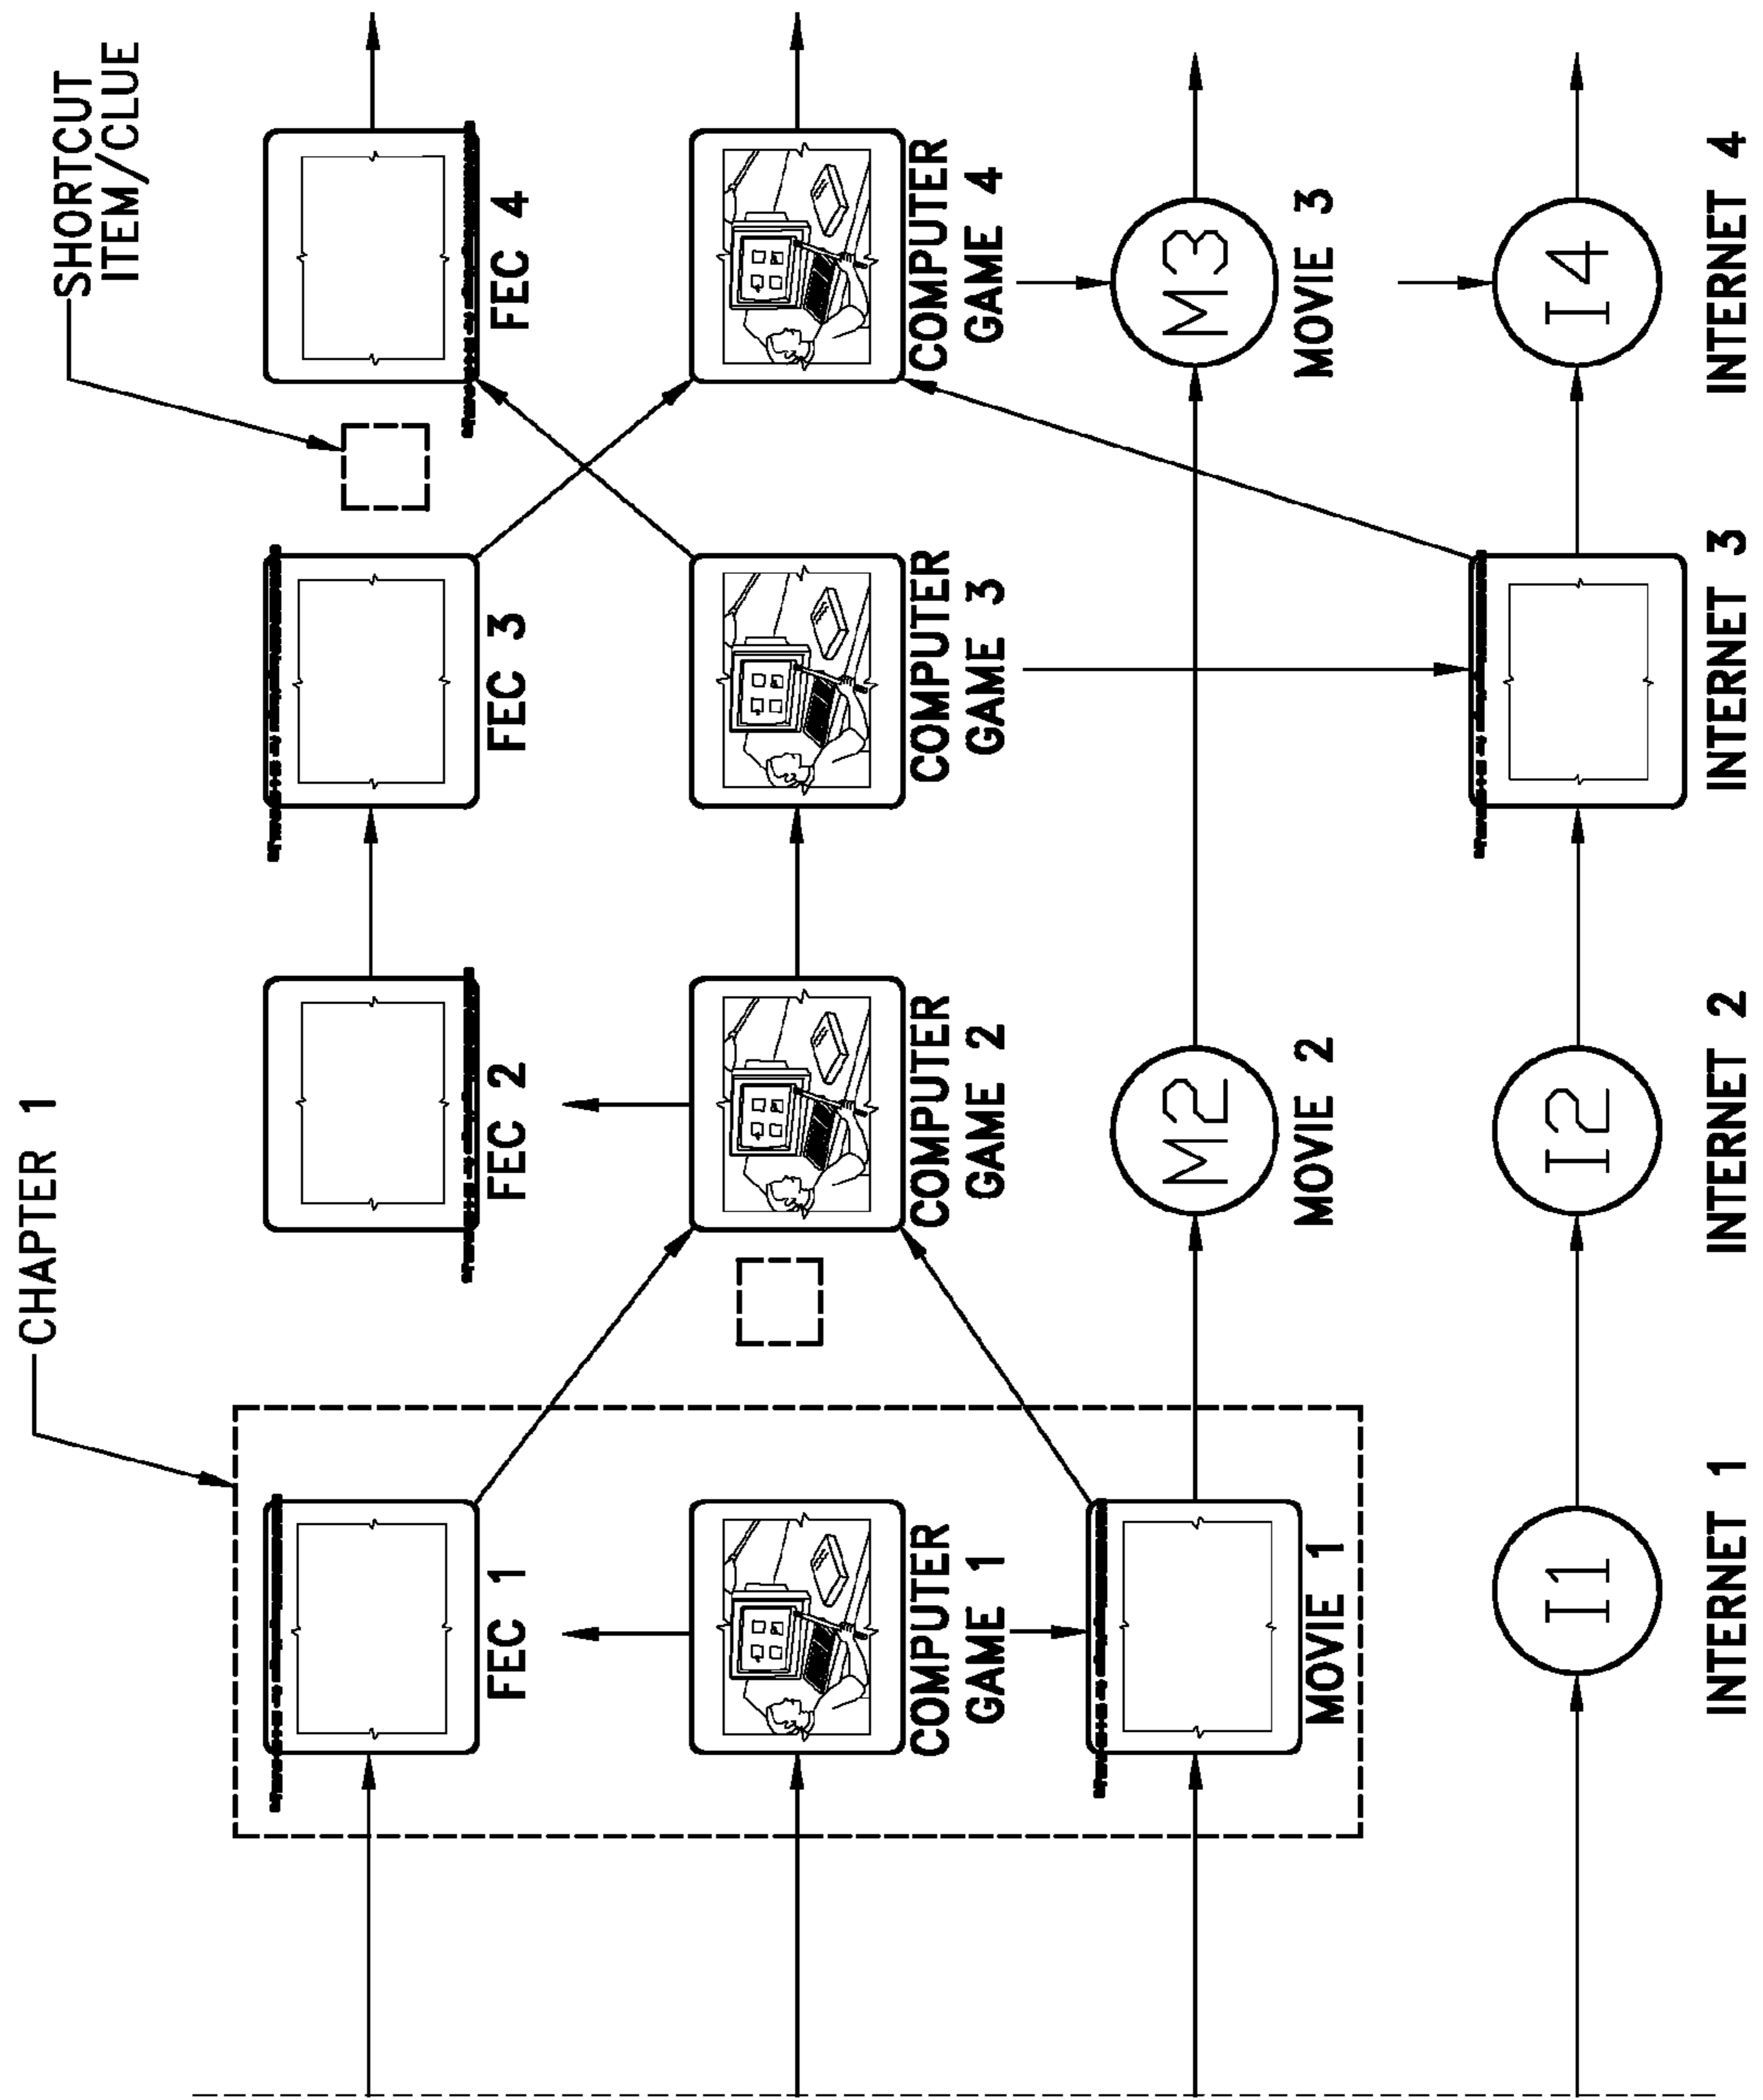 CHAPTER 1
SHORTCUT
ITEM/CLUE
FEC 1
FEC 2
FEC 3
FEC 4
COMPUTER
GAME 1
COMPUTER
GAME 2
COMPUTER
GAME 3
COMPUTER
GAME 4
MOVIE 1
M2
MOVIE 2
M3
MOVIE 3
I1
INTERNET 1
I2
INTERNET 2
INTERNET 3
I4
INTERNET 4